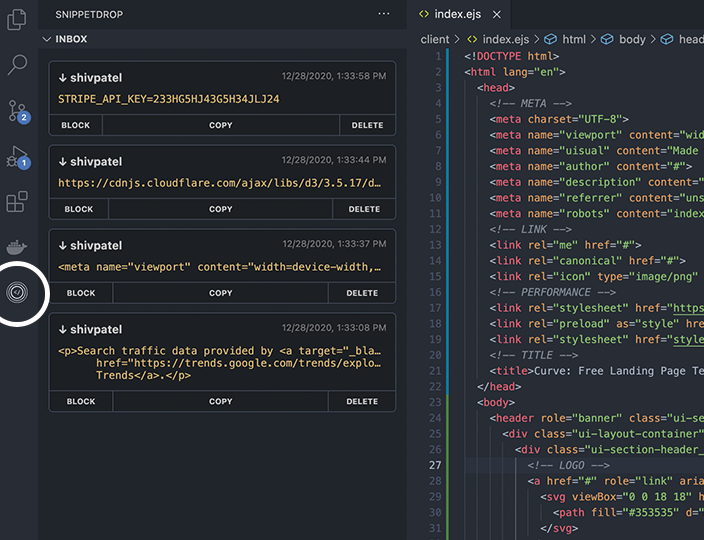 SNIPPETDROP
INBOX
shivpatel 12/28/2020, 1:33:58 PM
STRIPE_API_KEY=233HG5HJ43G5H34JLJ24
BLOCK COPY DELETE
shivpatel 12/28/2020, 1:33:44 PM
https://cdnjs.cloudflare.com/ajax/libs/d3/3.5.17/d…
BLOCK COPY DELETE
shivpatel 12/28/2020, 1:33:37 PM
<meta name="viewport" content="width=device-width,…
BLOCK COPY DELETE
shivpatel 12/28/2020, 1:33:08 PM
<p>Search traffic data provided by <a target="_bla…
href="https://trends.google.com/trends/explo…
Trends</a>.</p>
BLOCK COPY DELETE
2
1
index.ejs
client > index.ejs > html > body > head
1 <!DOCTYPE html>
2 <html lang="en">
3 <head>
4 <!-- META -->
5 <meta charset="UTF-8">
6 <meta name="viewport" content="wid
7 <meta name="uisual" content="Made
8 <meta name="author" content="#">
9 <meta name="description" content="
10 <meta name="referrer" content="uns
11 <meta name="robots" content="index
12 <!-- LINK -->
13 <link rel="me" href="#">
14 <link rel="canonical" href="#">
15 <link rel="icon" type="image/png"
16 <!-- PERFORMANCE -->
17 <link rel="stylesheet" href="https
18 <link rel="preload" as="style" hre
19 <link rel="stylesheet" href="style
20 <!-- TITLE -->
21 <title>Curve: Free Landing Page Te
22 </head>
23 <body>
24 <header role="banner" class="ui-se
25 <div class="ui-layout-container"
26 <div class="ui-section-header_
27 <!-- LOGO -->
28 <a href="#" role="link" aria
29 <svg viewBox="0 0 18 18" h
30 <path fill="#353535" d="
31 </svg>